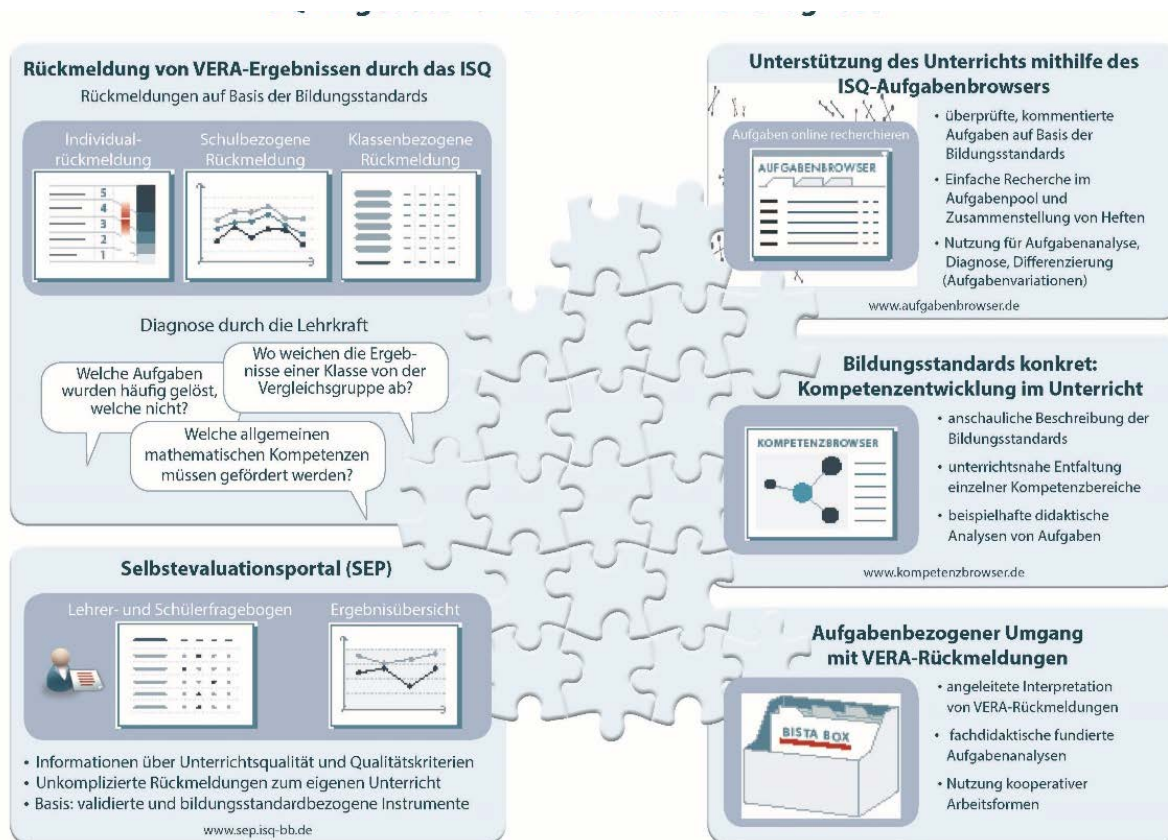 Rückmeldung von VERA-Ergebnissen durch das ISQ
Rückmeldungen auf Basis der Bildungsstandards
Individual-
rückmeldung
Schulbezogene
Rückmeldung
Klassenbezogene
Rückmeldung
5
4
3
2
1
Diagnose durch die Lehrkraft
Welche Aufgaben
wurden häufig gelöst,
welche nicht?
Wo weichen die Ergeb-
nisse einer Klasse von der
Vergleichsgruppe ab?
Welche allgemeinen
mathematischen Kompetenzen
müssen gefördert werden?
Selbstevaluationsportal (SEP)
Lehrer- und Schülerfragebogen
Ergebnisübersicht
• Informationen über Unterrichtsqualität und Qualitätskriterien
• Unkomplizierte Rückmeldungen zum eigenen Unterricht
• Basis: validierte und bildungsstandardbezogene Instrumente
www.sep.isq-bb.de
Unterstützung des Unterrichts mithilfe des
ISQ-Aufgabenbrowsers
Aufgaben online recherchieren
AUFGABENBROWSER
• überprüfte, kommentierte
Aufgaben auf Basis der
Bildungsstandards
• Einfache Recherche im
Aufgabenpool und
Zusammenstellung von Heften
• Nutzung für Aufgabenanalyse,
Diagnose, Differenzierung
(Aufgabenvariationen)
www.aufgabenbrowser.de
Bildungsstandards konkret:
Kompetenzentwicklung im Unterricht
KOMPETENZBROWSER
• anschauliche Beschreibung der
Bildungsstandards
• unterrichtsnahe Entfaltung
einzelner Kompetenzbereiche
• beispielhafte didaktische
Analysen von Aufgaben
www.kompetenzbrowser.de
Aufgabenbezogener Umgang
mit VERA-Rückmeldungen
BISTA BOX
• angeleitete Interpretation
von VERA-Rückmeldungen
• fachdidaktische fundierte
Aufgabenanalysen
• Nutzung kooperativer
Arbeitsformen